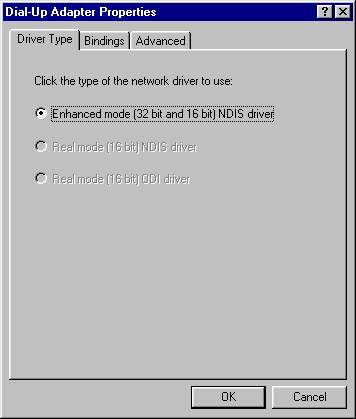 Dial-Up Adapter Properties
Driver Type Bindings Advanced
Click the type of the network driver to use:
Enhanced mode (32 bit and 16 bit) NDIS driver
Real mode (16 bit) NDIS driver
Real mode (16 bit) ODI driver
OK Cancel